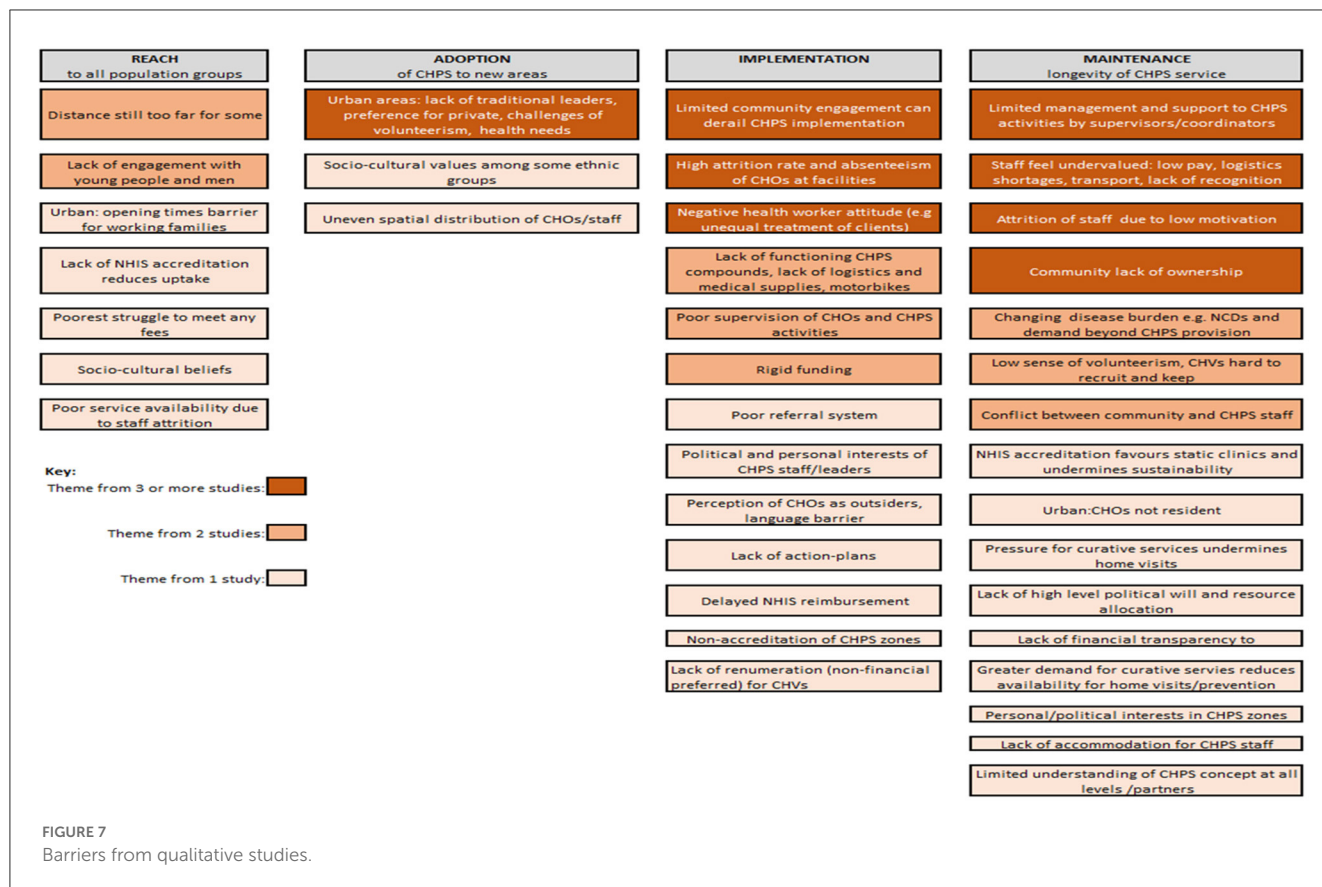 REACH
to all population groups
Distance still too far for some
Lack of engagement with
young people and men
Urban: opening times barrier
for working families
Lack of NHIS accreditation
reduces uptake
Poorest struggle to meet any
fees
Socio-cultural beliefs
Poor service availability due
to staff attrition
Key:
Theme from 3 or more studies:
Theme from 2 studies:
Theme from 1 study:
ADOPTION
of CHPS to new areas
Urban areas: lack of traditional leaders,
preference for private, challenges of
volunteerism, health needs
Socio-cultural values among some ethnic
groups
Uneven spatial distribution of CHOs/staff
IMPLEMENTATION
Limited community engagement can
derail CHPS implementation
High attrition rate and absenteeism
of CHOs at facilities
Negative health worker attitude (e.g
unequal treatment of clients)
Lack of functioning CHPS
compounds, lack of logistics and
medical supplies, motorbikes
Poor supervision of CHOs and CHPS
activities
Rigid funding
Poor referral system
Political and personal interests of
CHPS staff/leaders
Perception of CHOs as outsiders,
language barrier
Lack of action-plans
Delayed NHIS reimbursement
Non-accreditation of CHPS zones
Lack of renumeration (non-financial
preferred) for CHVs
MAINTENANCE
longevity of CHPS service
Limited management and support to CHPS
activities by supervisors/coordinators
Staff feel undervalued: low pay, logistics
shortages, transport, lack of recognition
Attrition of staff due to low motivation
Community lack of ownership
Changing disease burden e.g. NCDs and
demand beyond CHPS provision
Low sense of volunteerism, CHVs hard to
recruit and keep
Conflict between community and CHPS staff
NHIS accreditation favours static clinics and
undermines sustainability
Urban:CHOs not resident
Pressure for curative services undermines
home visits
Lack of high level political will and resource
allocation
Lack of financial transparency to
Greater demand for curative servies reduces
availability for home visits/prevention
Personal/political interests in CHPS zones
Lack of accommodation for CHPS staff
Limited understanding of CHPS concept at all
levels /partners
FIGURE 7
Barriers from qualitative studies.